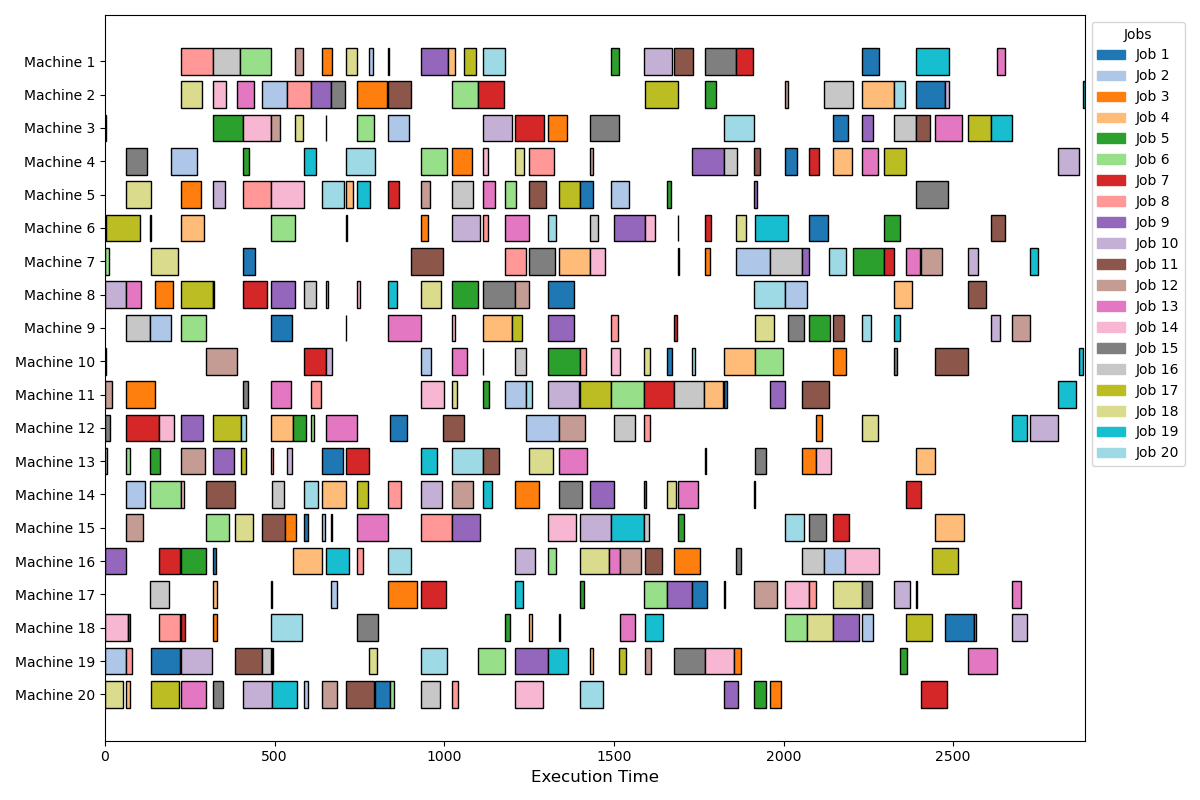 Machine 1
Machine 2
Machine 3
Machine 4
Machine 5
Machine 6
Machine 7
Machine 8
Machine 9
Machine 10
Machine 11
Machine 12
Machine 13
Machine 14
Machine 15
Machine 16
Machine 17
Machine 18
Machine 19
Machine 20
0 500 1000 1500 2000 2500
Execution Time
Jobs
Job 1
Job 2
Job 3
Job 4
Job 5
Job 6
Job 7
Job 8
Job 9
Job 10
Job 11
Job 12
Job 13
Job 14
Job 15
Job 16
Job 17
Job 18
Job 19
Job 20